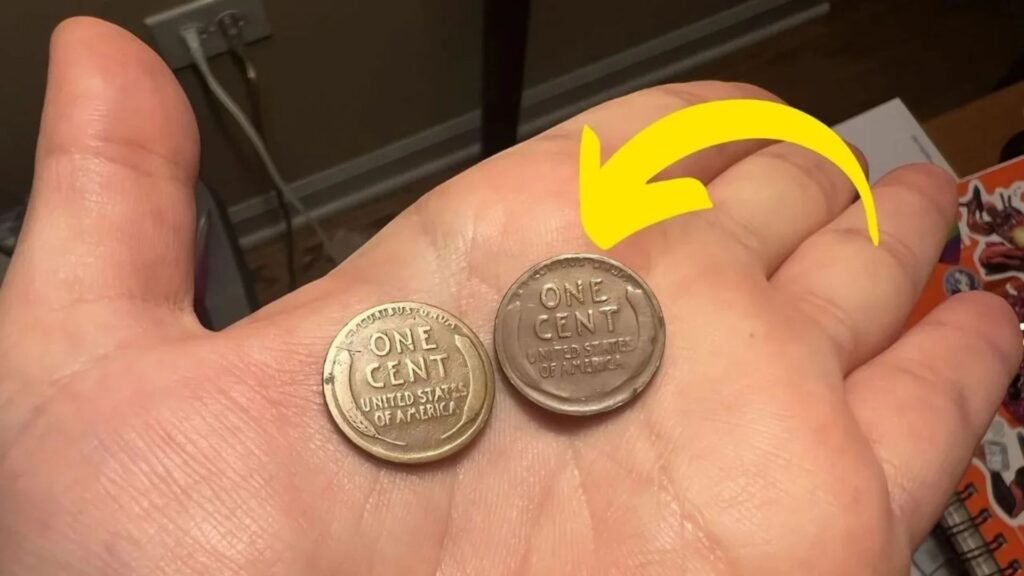 ONE
CENT
UNITED STATES
OF AMERICA
ONE
CENT
UNITED STATES
OF AMERICA